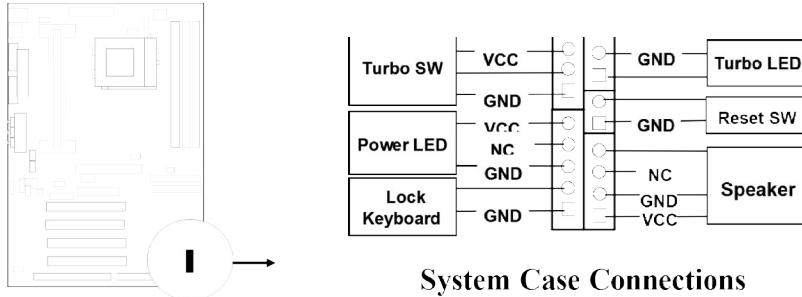 VCC
Turbo SW
GND
GND
Turbo LED
VCC
NC
Power LED
GND
GND
Reset SW
Lock
Keyboard
GND
NC
GND
VCC
Speaker
System Case Connections